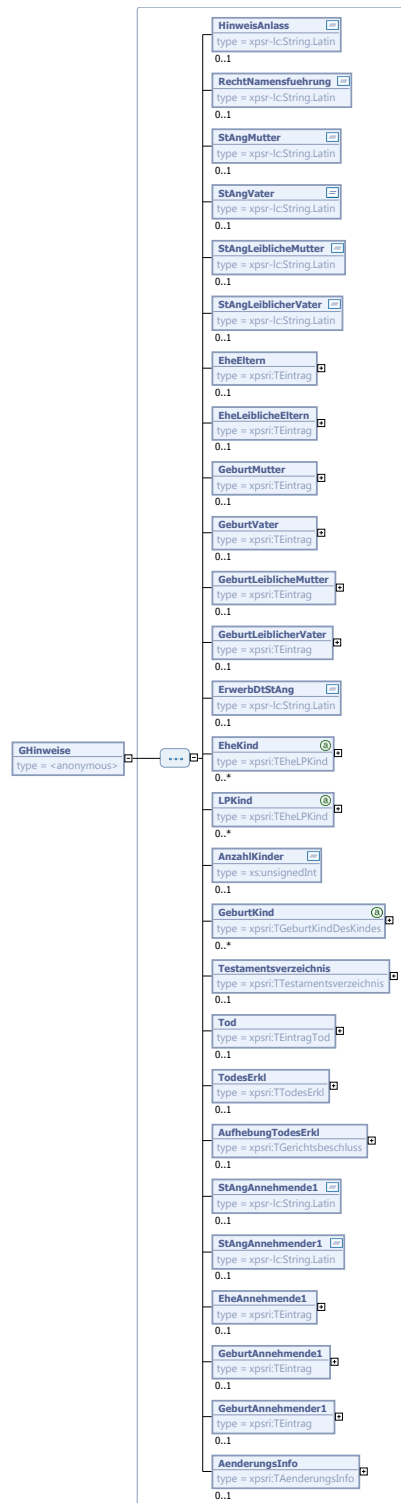 HinweisAnlass
type = xpsr-lc:String.Latin
0..1
RechtNamensfuehrung
type = xpsr-lc:String.Latin
0..1
StAngMutter
type = xpsr-lc:String.Latin
0..1
StAngVater
type = xpsr-lc:String.Latin
0..1
StAngLeiblicheMutter
type = xpsr-lc:String.Latin
0..1
StAngLeiblicherVater
type = xpsr-lc:String.Latin
0..1
EheEltern
type = xpsri:TEintrag
0..1
EheLeiblicheEltern
type = xpsri:TEintrag
0..1
GeburtMutter
type = xpsri:TEintrag
0..1
GeburtVater
type = xpsri:TEintrag
0..1
GeburtLeiblicheMutter
type = xpsri:TEintrag
0..1
GeburtLeiblicherVater
type = xpsri:TEintrag
0..1
ErwerbDtStAng
type = xpsr-lc:String.Latin
0..1
GHinweise
type = <anonymous>
EheKind a
type = xpsri:TEheLPKind
0..*
LPKind a
type = xpsri:TEheLPKind
0..*
AnzahlKinder
type = xs:unsignedInt
0..1
GeburtKind a
type = xpsri:TGeburtKindDesKindes
0..*
Testamentsverzeichnis
type = xpsri:TTestamentsverzeichnis
0..1
Tod
type = xpsri:TEintragTod
0..1
TodesErkl
type = xpsri:TTodesErkl
0..1
AufhebungTodesErkl
type = xpsri:TGerichtsbeschluss
0..1
StAngAnnehmende1
type = xpsr-lc:String.Latin
0..1
StAngAnnehmender1
type = xpsr-lc:String.Latin
0..1
EheAnnehmende1
type = xpsri:TEintrag
0..1
GeburtAnnehmende1
type = xpsri:TEintrag
0..1
GeburtAnnehmender1
type = xpsri:TEintrag
0..1
AenderungsInfo
type = xpsri:TAenderungsInfo
0..1